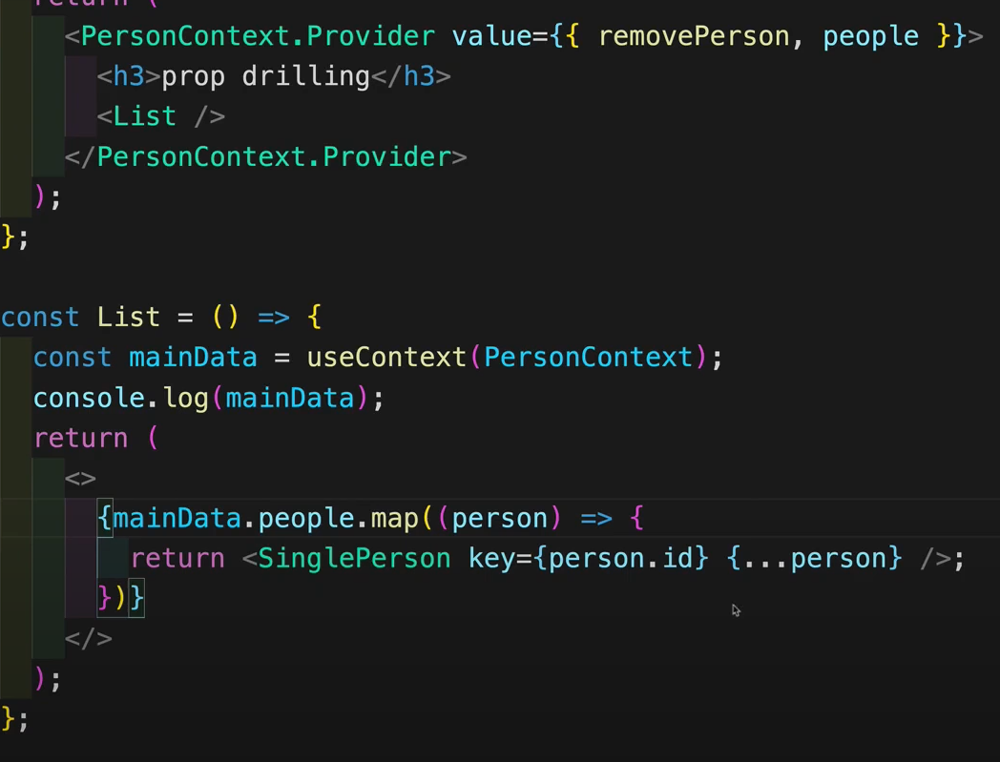 return (
<PersonContext.Provider value={{ removePerson, people }}>
<h3>prop drilling</h3>
<List />
</PersonContext.Provider>
);
};
const List = () => {
const mainData = useContext(PersonContext);
console.log(mainData);
return (
<>
{mainData.people.map((person) => {
return <SinglePerson key={person.id} {...person} />;
})}
</>
);
};